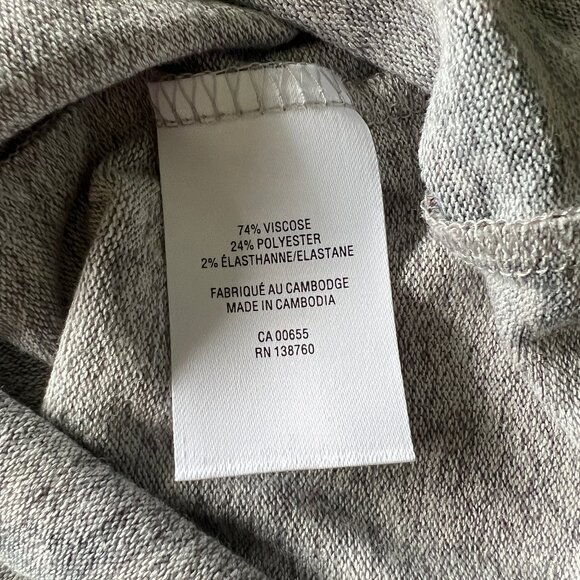 74% VISCOSE
24% POLYESTER
2% ÉLASTHANNE/ELASTANE
FABRIQUÉ AU CAMBODGE
MADE IN CAMBODIA
CA 00655
RN 138760